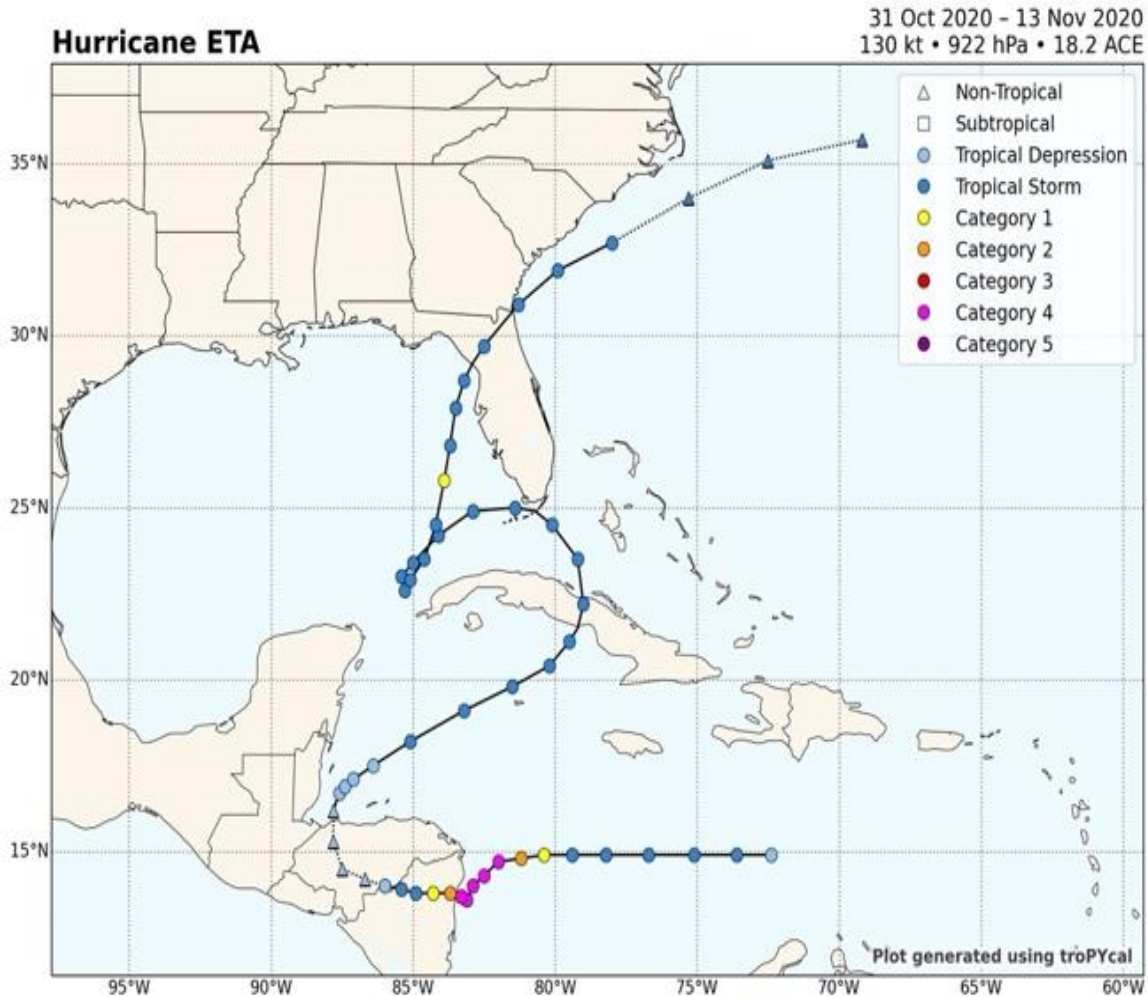 31 Oct 2020 – 13 Nov 2020
Hurricane ETA
130 kt • 922 hPa • 18.2 ACE
Non-Tropical
Subtropical
Tropical Depression
Tropical Storm
Category 1
Category 2
Category 3
Category 4
Category 5
35°N
30°N
25°N
20°N
15°N
Plot generated using troPYcal
95°W 90°W 85°W 80°W 75°W 70°W 65°W 60°W